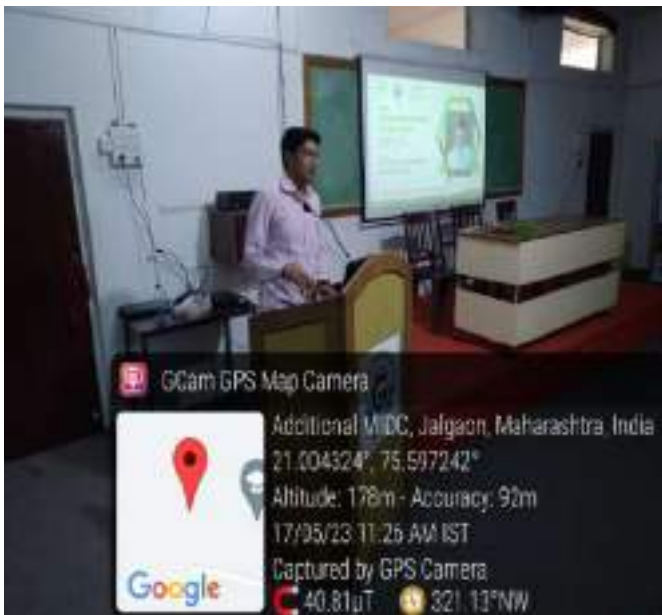 GCam GPS Map Camera
Additional MIDC, Jalgaon, Maharashtra, India
21.004324°, 75.597242°
Altitude: 178m - Accuracy: 92m
17/05/23 11:26 AM IST
Captured by GPS Camera
40.81µT 321.13°NW
Google